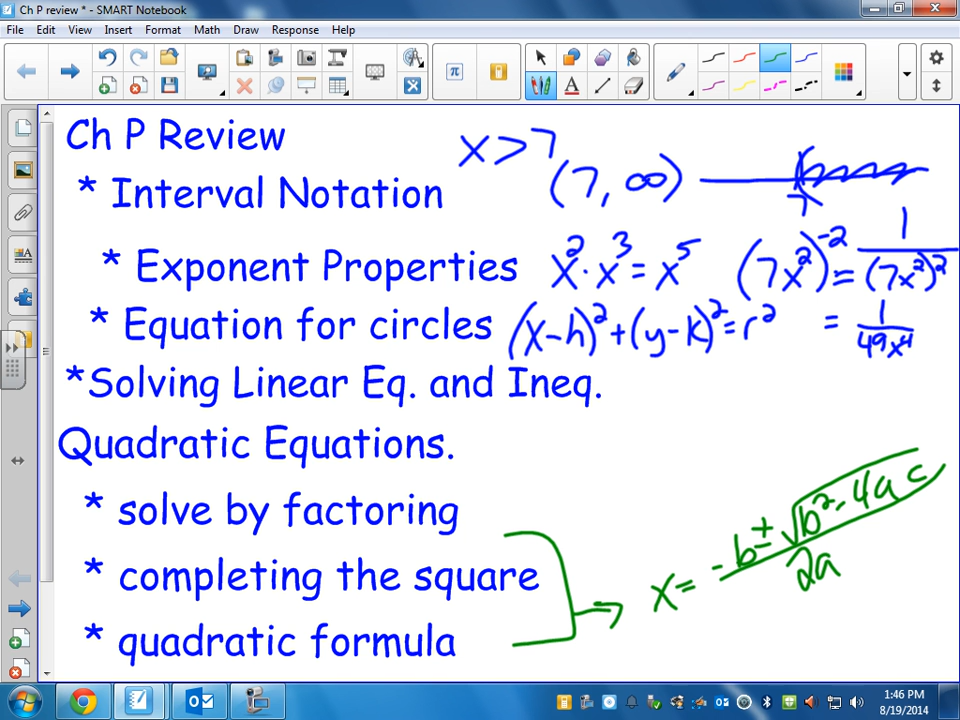 Ch P review * - SMART Notebook
File Edit View Insert Format Math Draw Response Help
Ch P Review
x > 7
* Interval Notation
(7, ∞)
7
* Exponent Properties
x² · x³ = x⁵
(7x²)⁻² = 1/(7x²)²
= 1/49x⁴
* Equation for circles
(x-h)² + (y-k)² = r²
*Solving Linear Eq. and Ineq.
Quadratic Equations.
* solve by factoring
* completing the square
* quadratic formula
x = -b ± √b² - 4ac / 2a
1:46 PM
8/19/2014